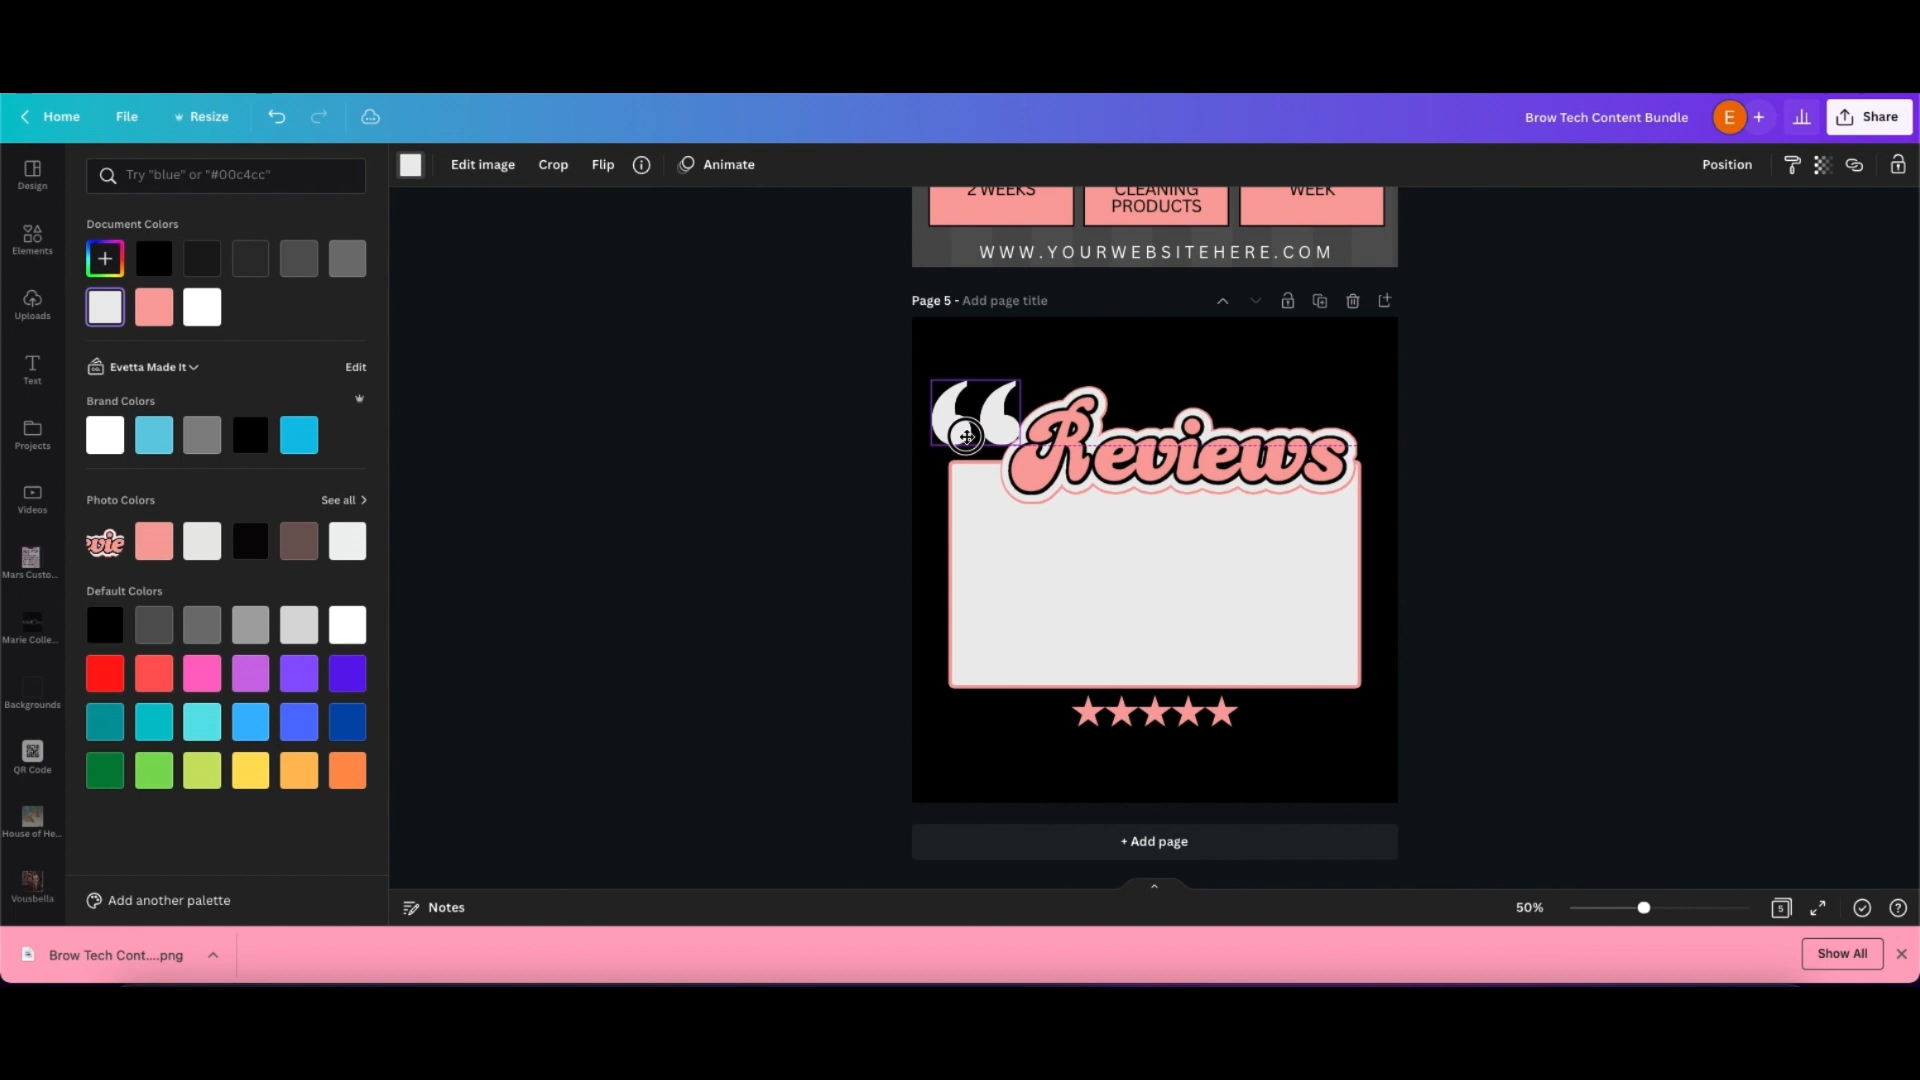 Home File Resize Brow Tech Content Bundle E + Share
Design
Elements
Uploads
Text
Projects
Videos
Mars Custo...
Marie Colle...
Backgrounds
QR Code
House of He...
Vousbella
Try "blue" or "#00c4cc"
Document Colors
Evetta Made It Edit
Brand Colors
Photo Colors See all
Default Colors
Add another palette
Edit image Crop Flip Animate Position
2 WEEKS
CLEANING
PRODUCTS
WEEK
WWW.YOURWEBSITEHERE.COM
Page 5 - Add page title
“
Reviews
+ Add page
Notes 50% 5
Brow Tech Cont....png Show All